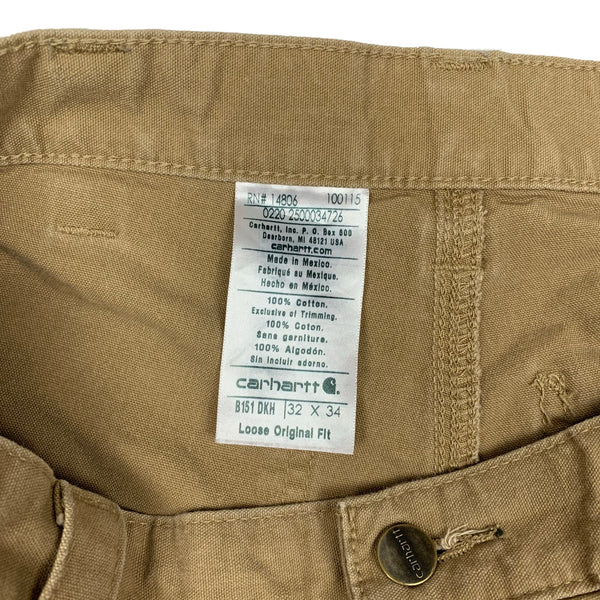 RN# 14806 100115
0220 2500034726
Carhartt, Inc. P. O. Box 600
Dearborn, MI 48121 USA
carhartt.com
Made in Mexico.
Fabriqué au Mexique.
Hecho en México.
100% Cotton.
Exclusive of Trimming.
100% Coton.
Sans garniture.
100% Algodón.
Sin incluir adorno.
carhartt
B151 DKH 32 X 34
Loose Original Fit
carhartt